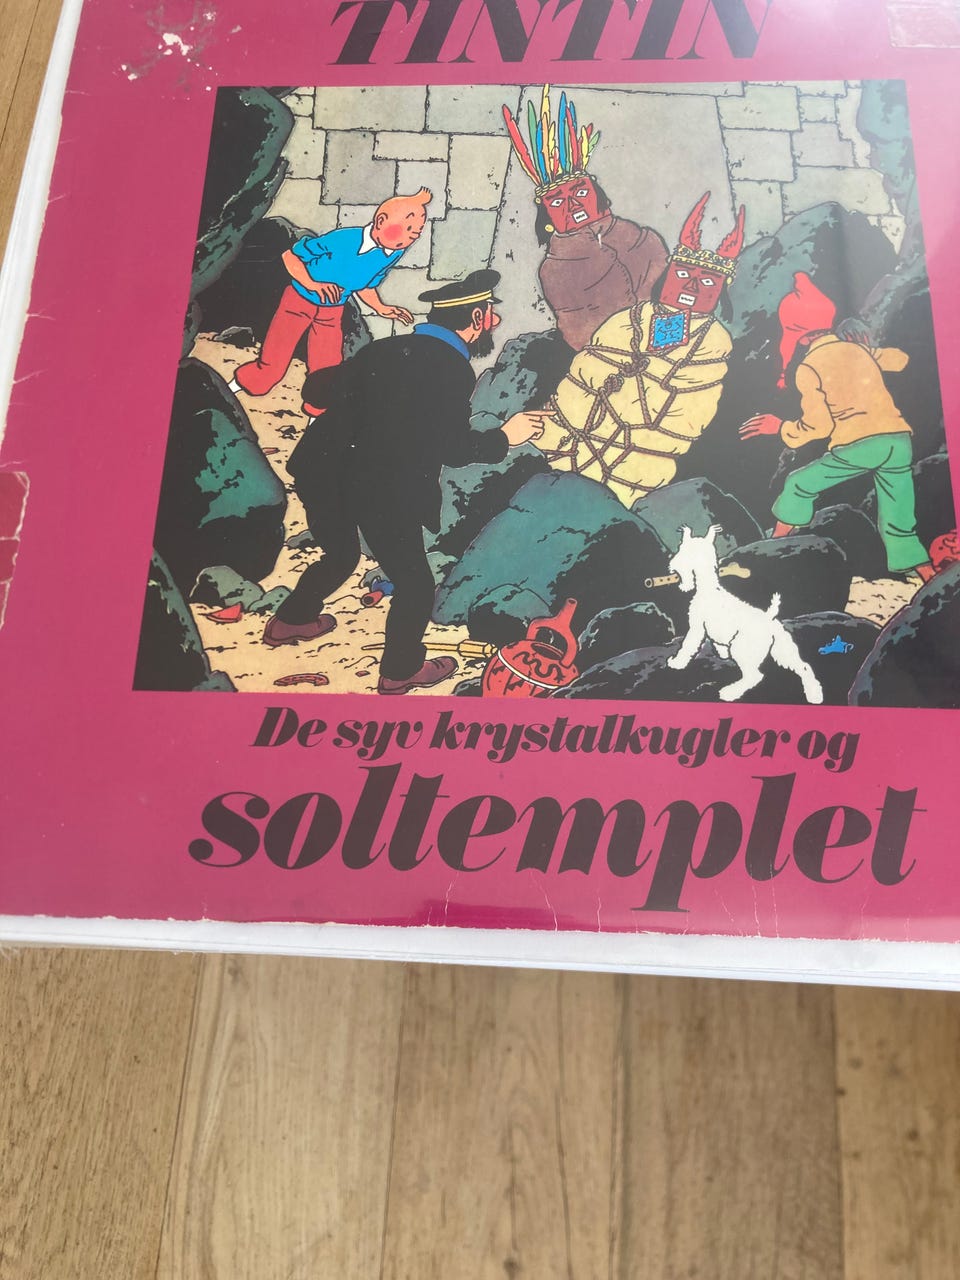 TINTIN
De syv krystalkugler og
soltemplet